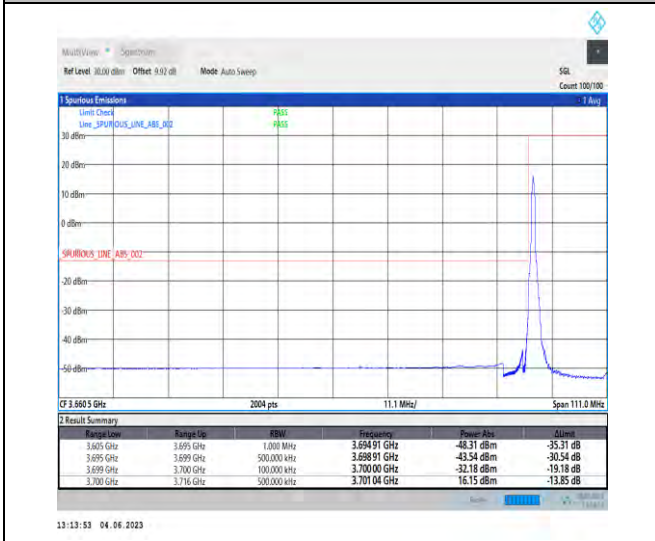 MultiView Spectrum
Ref Level 30.00 dBm Offset 9.92 dB Mode Auto Sweep SGL
Count 100/100
1 Spurious Emissions 1 Avg
Limit Check PASS
Line _SPURIOUS_LINE_ABS_002 PASS
30 dBm
20 dBm
10 dBm
0 dBm
_SPURIOUS_LINE_ABS_002
-20 dBm
-30 dBm
-40 dBm
-50 dBm
CF 3.6605 GHz 2004 pts 11.1 MHz/ Span 111.0 MHz
2 Result Summary
Range Low Range Up RBW Frequency Power Abs ΔLimit
3.605 GHz 3.695 GHz 1.000 MHz 3.694 91 GHz -48.31 dBm -35.31 dB
3.695 GHz 3.699 GHz 500.000 kHz 3.698 91 GHz -43.54 dBm -30.54 dB
3.699 GHz 3.700 GHz 100.000 kHz 3.700 00 GHz -32.18 dBm -19.18 dB
3.700 GHz 3.716 GHz 500.000 kHz 3.701 04 GHz 16.15 dBm -13.85 dB
13:13:53 04.06.2023